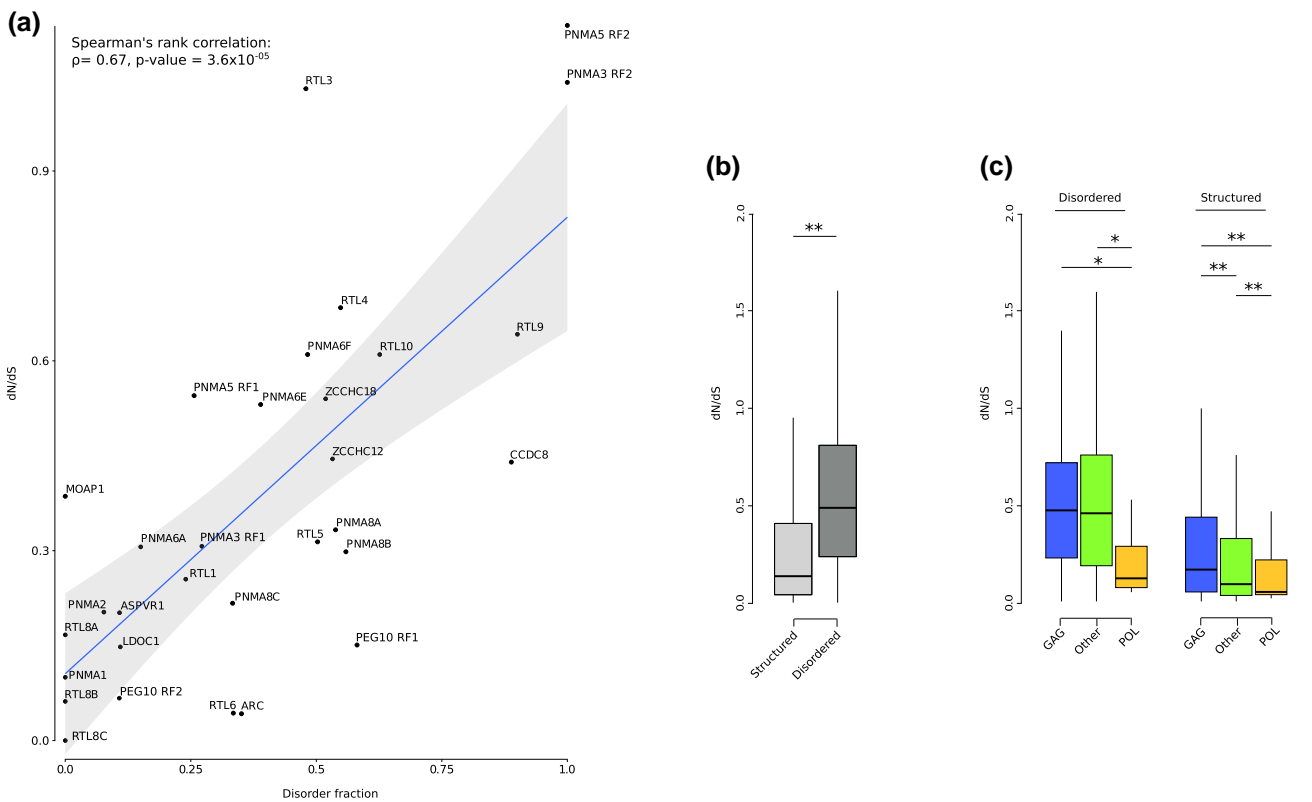 (a)
Spearman's rank correlation:
ρ= 0.67, p-value = 3.6x10-05
PNMA5 RF2
PNMA3 RF2
RTL3
0.9
RTL4
RTL9
PNMA6F
RTL10
0.6
dN/dS
PNMA5 RF1
PNMA6E
ZCCHC18
ZCCHC12
CCDC8
MOAP1
PNMA8A
RTL5
PNMA6A
PNMA3 RF1
PNMA8B
0.3
RTL1
PNMA8C
PNMA2
ASPVR1
RTL8A
LDOC1
PEG10 RF1
PNMA1
RTL8B
PEG10 RF2
RTL6
ARC
RTL8C
0.0
0.0
0.25
0.5
0.75
1.0
Disorder fraction
(b)
2.0
**
1.5
1.0
0.5
0.0
dN/dS
Structured
Disordered
(c)
Disordered
Structured
2.0
*
*
**
**
**
1.5
1.0
0.5
0.0
dN/dS
GAG
Other
POL
GAG
Other
POL